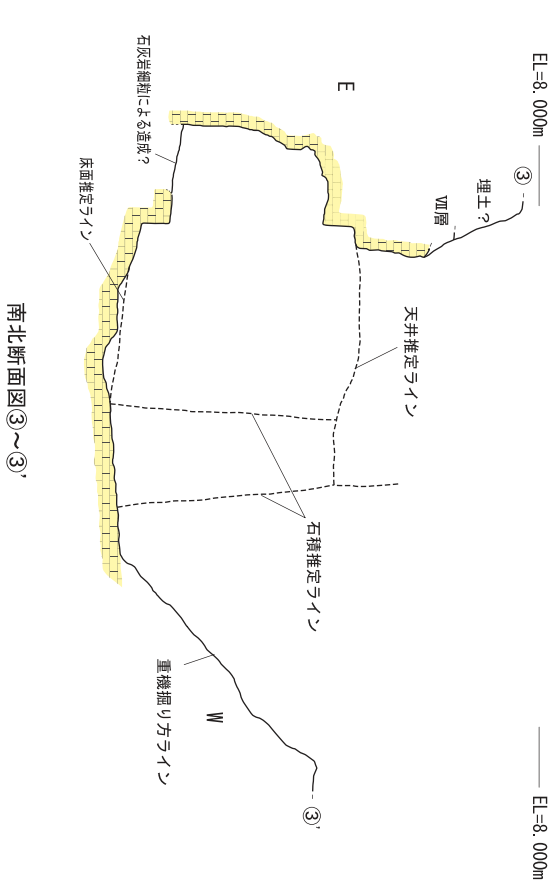 EL=8.000m
EL=8.000m
③
③'
埋土？
Ⅶ層
E
W
天井推定ライン
石積推定ライン
重機掘り方ライン
石灰岩細粒による造成？
床面推定ライン
南北断面図③～③'